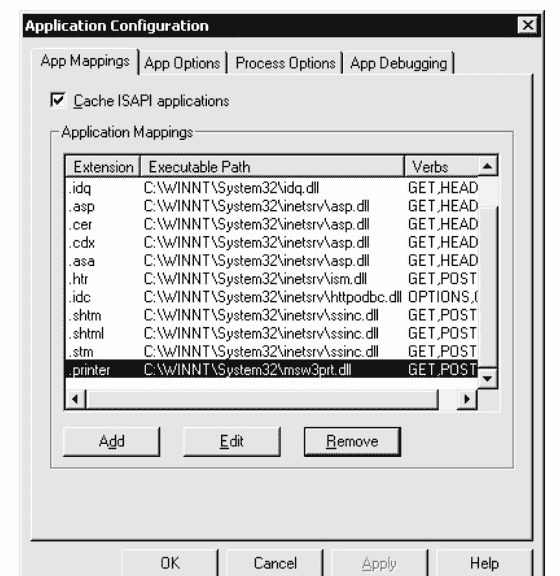 Application Configuration
App Mappings App Options Process Options App Debugging
Cache ISAPI applications
Application Mappings
Extension Executable Path Verbs
.idq C:\WINNT\System32\idq.dll GET,HEAD
.asp C:\WINNT\System32\inetsrv\asp.dll GET,HEAD
.cer C:\WINNT\System32\inetsrv\asp.dll GET,HEAD
.cdx C:\WINNT\System32\inetsrv\asp.dll GET,HEAD
.asa C:\WINNT\System32\inetsrv\asp.dll GET,HEAD
.htr C:\WINNT\System32\inetsrv\ism.dll GET,POST
.idc C:\WINNT\System32\inetsrv\httpodbc.dll OPTIONS,(
.shtm C:\WINNT\System32\inetsrv\ssinc.dll GET,POST
.shtml C:\WINNT\System32\inetsrv\ssinc.dll GET,POST
.stm C:\WINNT\System32\inetsrv\ssinc.dll GET,POST
.printer C:\WINNT\System32\msw3prt.dll GET,POST
Add Edit Remove
OK Cancel Apply Help